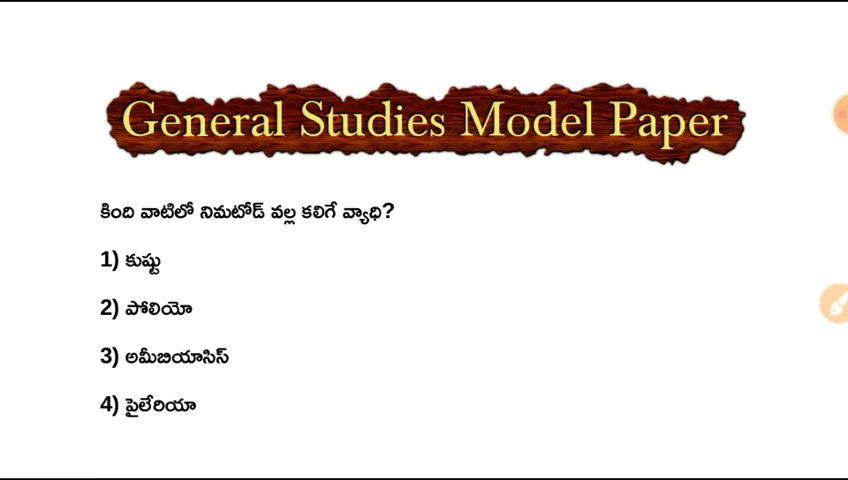 General Studies Model Paper
కింది వాటిలో నిమటోడ్ వల్ల కలిగే వ్యాధి?
1) కుష్టు
2) పోలియో
3) అమీబియాసిస్
4) పైలేరియా